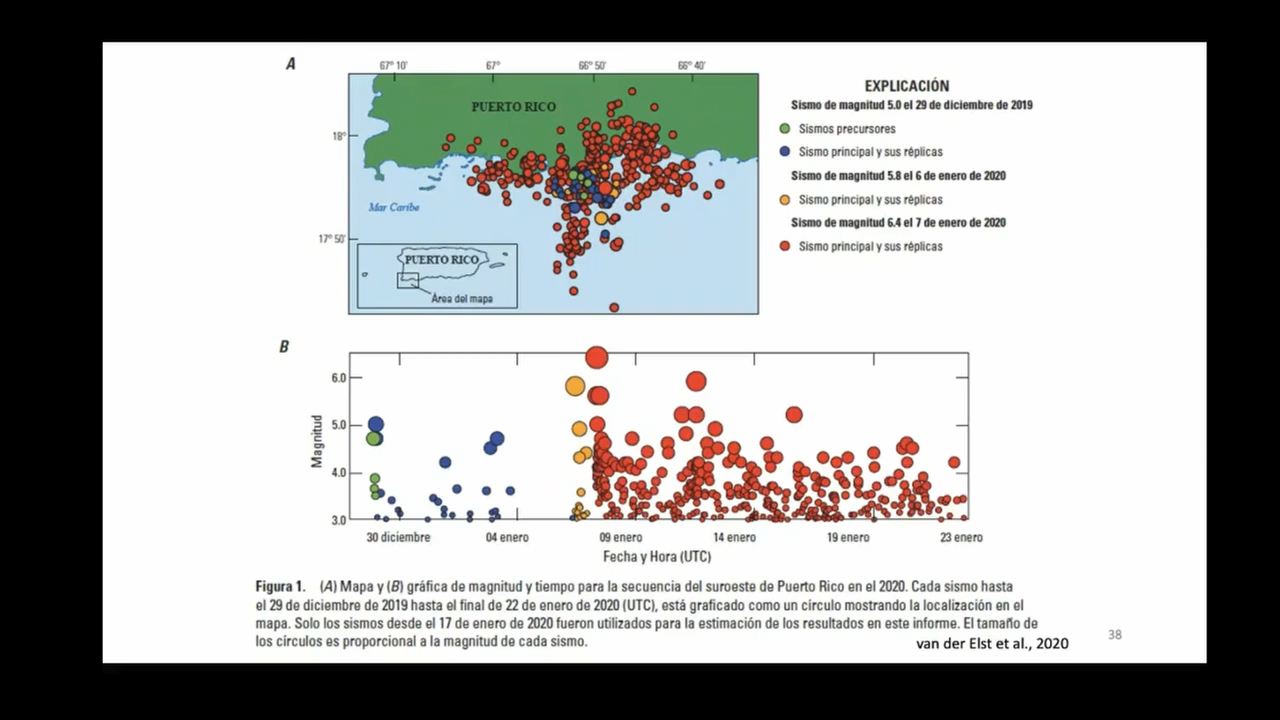 A
67° 10'
67°
66° 50'
66° 40'
PUERTO RICO
18°
Mar Caribe
17° 50'
PUERTO RICO
Área del mapa
EXPLICACIÓN
Sismo de magnitud 5.0 el 29 de diciembre de 2019
Sismos precursores
Sismo principal y sus réplicas
Sismo de magnitud 5.8 el 6 de enero de 2020
Sismo principal y sus réplicas
Sismo de magnitud 6.4 el 7 de enero de 2020
Sismo principal y sus réplicas
B
Magnitud
6.0
5.0
4.0
3.0
30 diciembre
04 enero
09 enero
14 enero
19 enero
23 enero
Fecha y Hora (UTC)
Figura 1. (A) Mapa y (B) gráfica de magnitud y tiempo para la secuencia del suroeste de Puerto Rico en el 2020. Cada sismo hasta
el 29 de diciembre de 2019 hasta el final de 22 de enero de 2020 (UTC), está graficado como un círculo mostrando la localización en el
mapa. Solo los sismos desde el 17 de enero de 2020 fueron utilizados para la estimación de los resultados en este informe. El tamaño de
los círculos es proporcional a la magnitud de cada sismo.
van der Elst et al., 2020
38